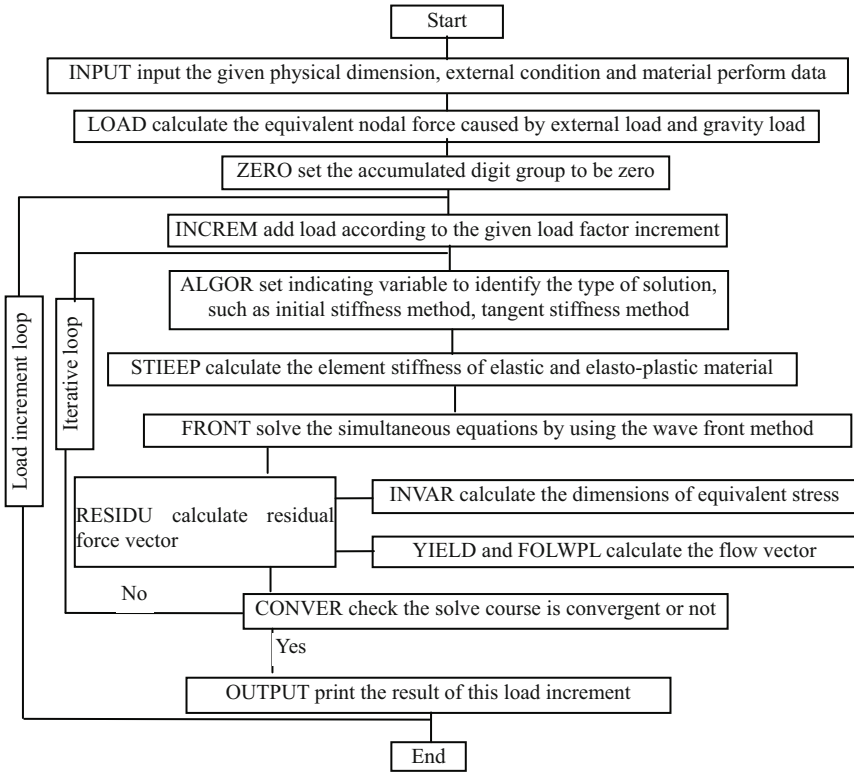 Start
INPUT input the given physical dimension, external condition and material perform data
LOAD calculate the equivalent nodal force caused by external load and gravity load
ZERO set the accumulated digit group to be zero
INCREM add load according to the given load factor increment
ALGOR set indicating variable to identify the type of solution,
such as initial stiffness method, tangent stiffness method
Load increment loop
Iterative loop
STIEEP calculate the element stiffness of elastic and elasto-plastic material
FRONT solve the simultaneous equations by using the wave front method
RESIDU calculate residual
force vector
INVAR calculate the dimensions of equivalent stress
YIELD and FOLWPL calculate the flow vector
No
CONVER check the solve course is convergent or not
Yes
OUTPUT print the result of this load increment
End